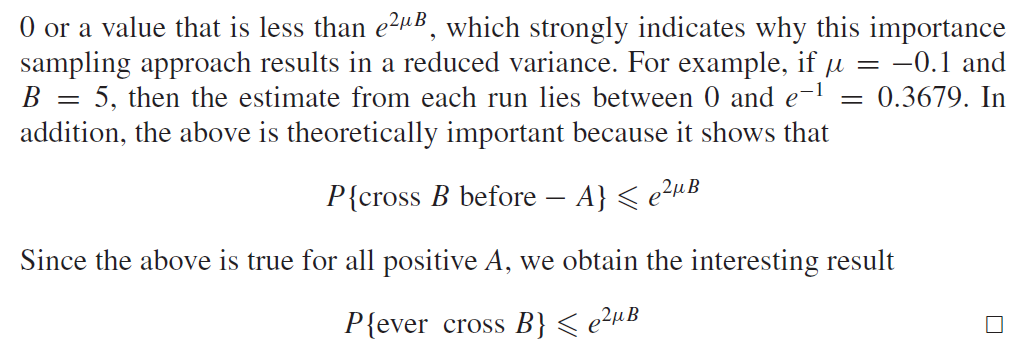 0 or a value that is less than e^{2μB}, which strongly indicates why this importance
sampling approach results in a reduced variance. For example, if μ = −0.1 and
B = 5, then the estimate from each run lies between 0 and e^{−1} = 0.3679. In
addition, the above is theoretically important because it shows that
P{cross B before − A} ⩽ e^{2μB}
Since the above is true for all positive A, we obtain the interesting result
P{ever cross B} ⩽ e^{2μB} □